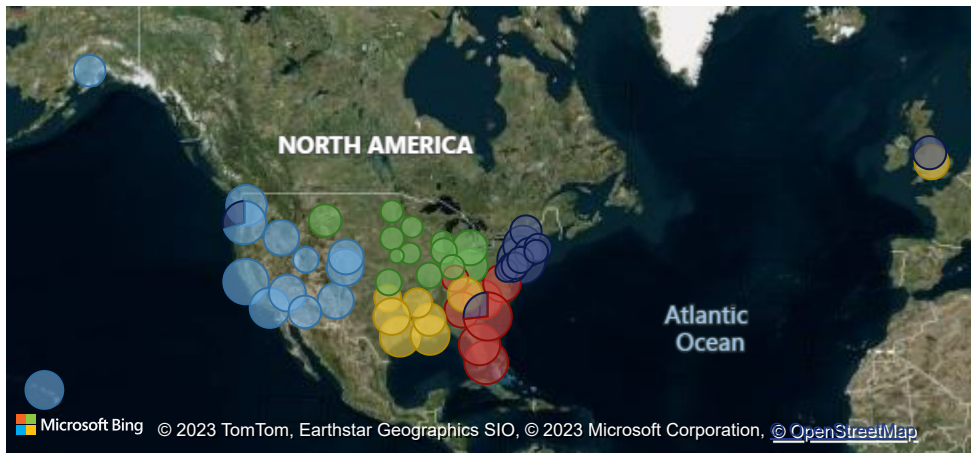 NORTH AMERICA
Atlantic
Ocean
Microsoft Bing
© 2023 TomTom, Earthstar Geographics SIO, © 2023 Microsoft Corporation, © OpenStreetMap